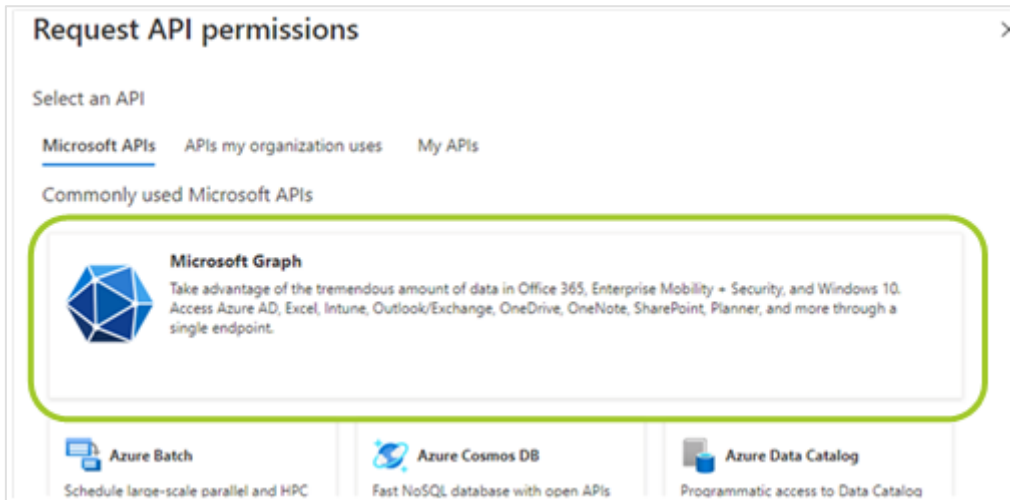 Request API permissions
Select an API
Microsoft APIs APIs my organization uses My APIs
Commonly used Microsoft APIs
Microsoft Graph
Take advantage of the tremendous amount of data in Office 365, Enterprise Mobility + Security, and Windows 10.
Access Azure AD, Excel, Intune, Outlook/Exchange, OneDrive, OneNote, SharePoint, Planner, and more through a
single endpoint.
Azure Batch Azure Cosmos DB Azure Data Catalog
Schedule large-scale parallel and HPC Fast NoSQL database with open APIs Programmatic access to Data Catalog